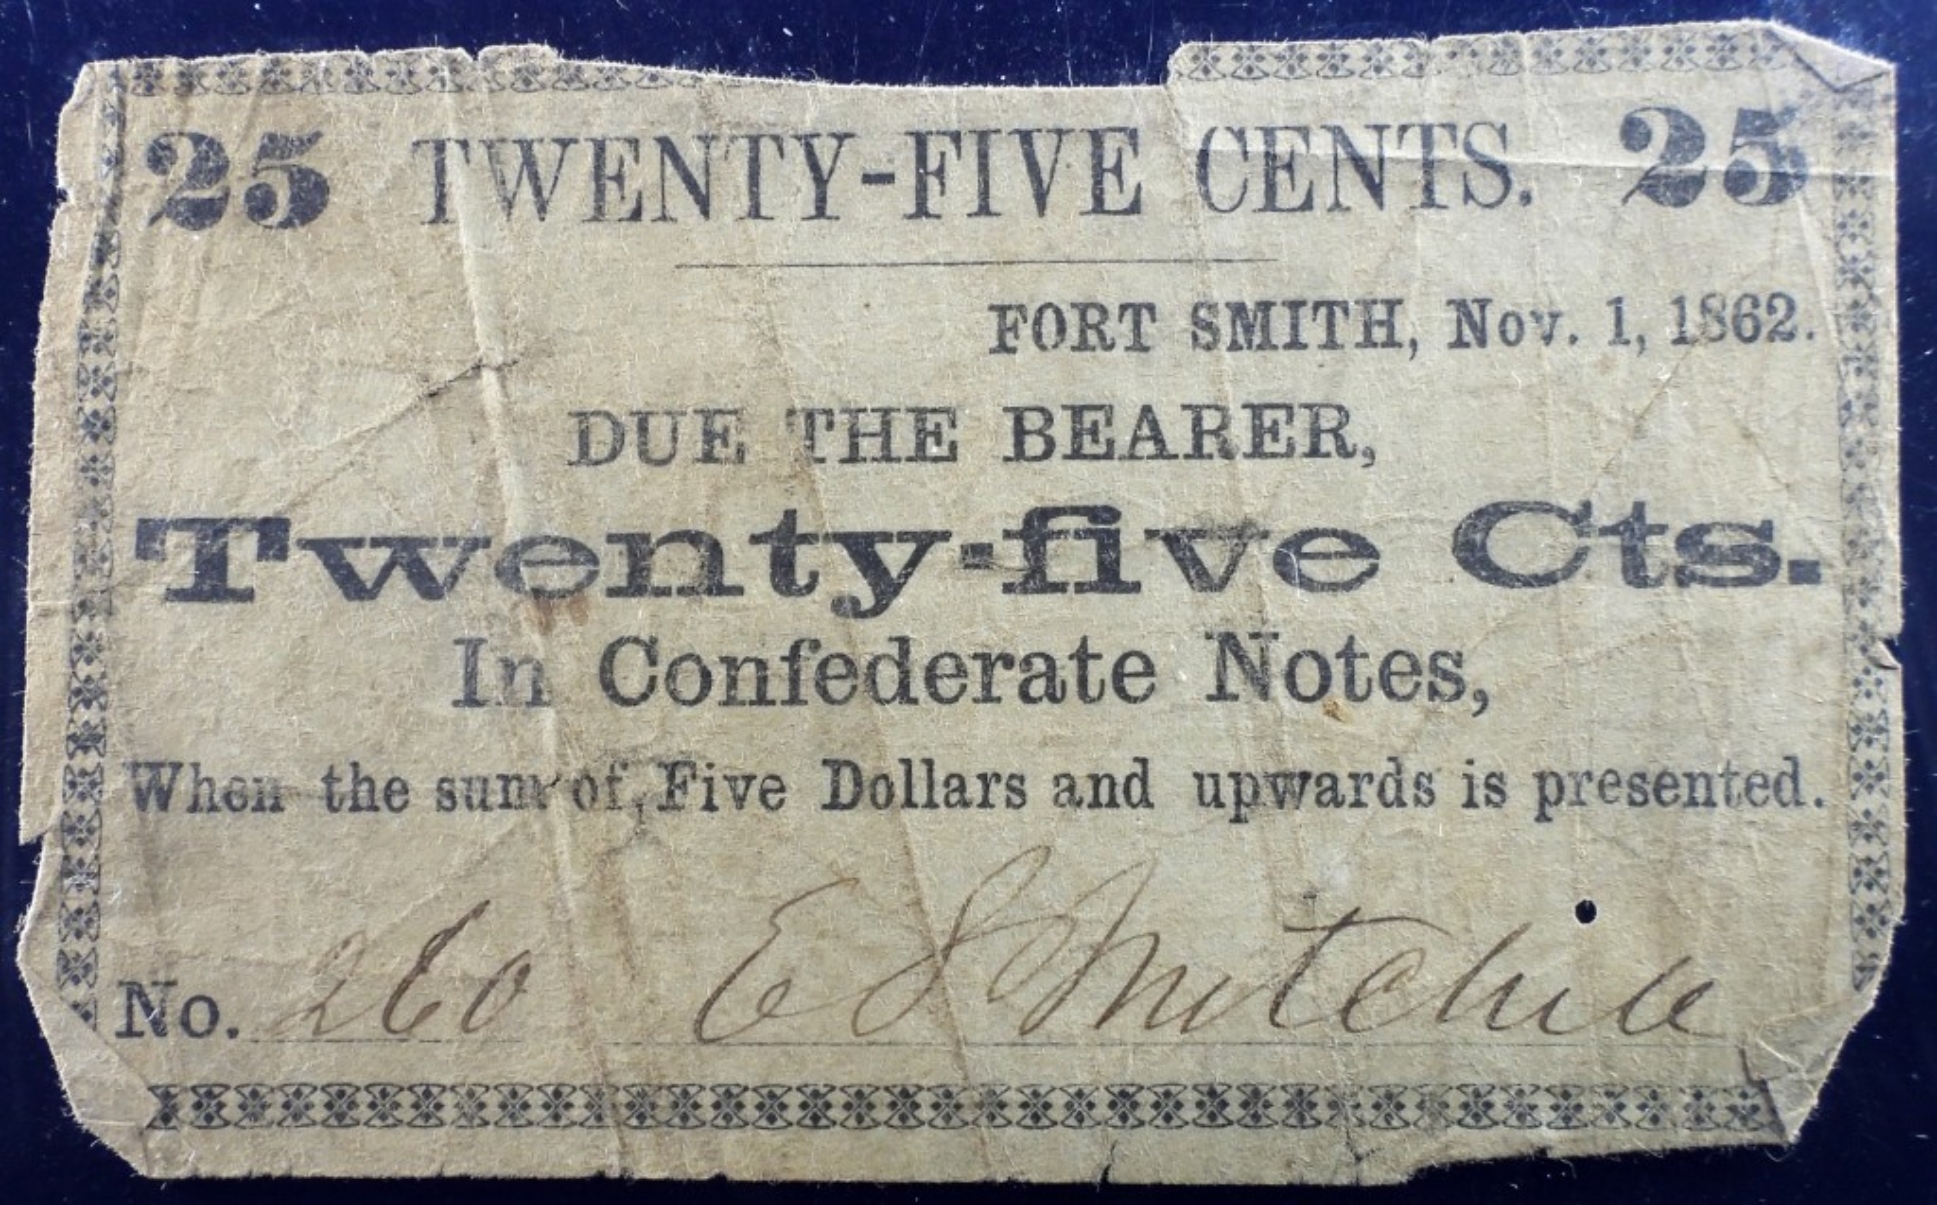 25 TWENTY-FIVE CENTS. 25
FORT SMITH, Nov. 1, 1862.
DUE THE BEARER,
Twenty-five Cts.
In Confederate Notes,
When the sum of Five Dollars and upwards is presented.
No. 260 E S Mitchell